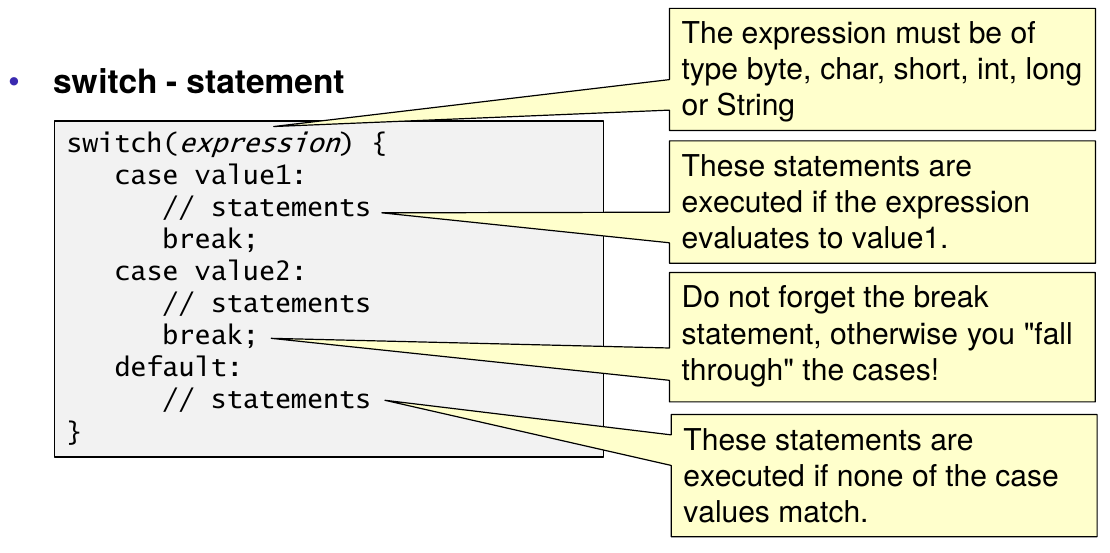 • switch - statement
switch(expression) {
   case value1:
      // statements
      break;
   case value2:
      // statements
      break;
   default:
      // statements
}
The expression must be of
type byte, char, short, int, long
or String
These statements are
executed if the expression
evaluates to value1.
Do not forget the break
statement, otherwise you "fall
through" the cases!
These statements are
executed if none of the case
values match.